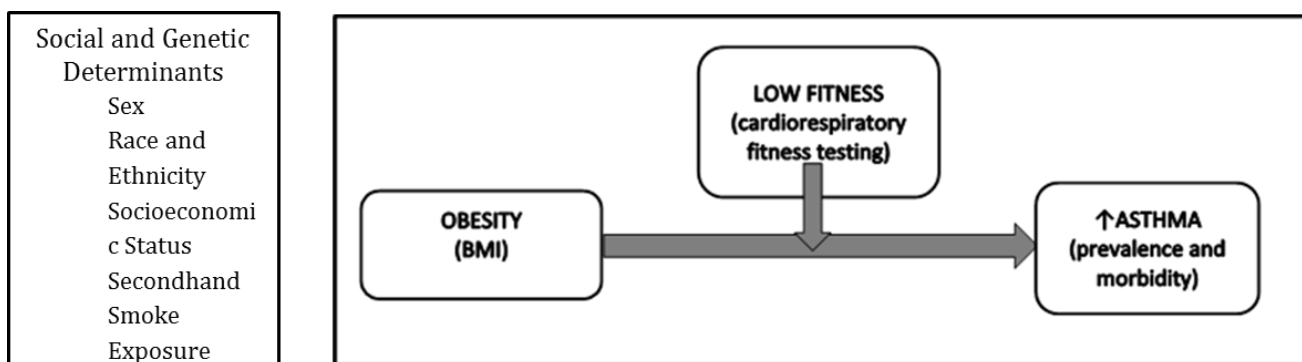 Social and Genetic
Determinants
Sex
Race and
Ethnicity
Socioeconomi
c Status
Secondhand
Smoke
Exposure
LOW FITNESS
(cardiorespiratory
fitness testing)
OBESITY
(BMI)
↑ASTHMA
(prevalence and
morbidity)